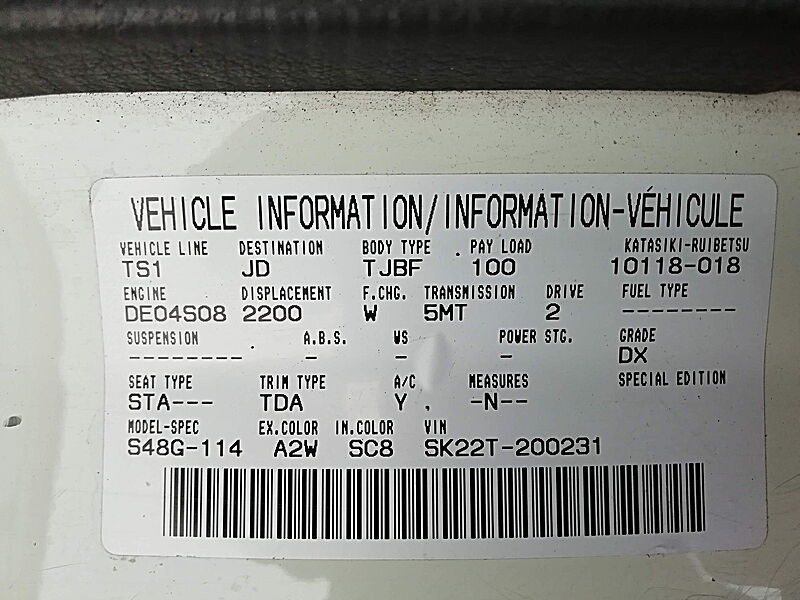 VEHICLE INFORMATION/INFORMATION-VÉHICULE
VEHICLE LINE DESTINATION BODY TYPE PAY LOAD KATASIKI-RUIBETSU
TS1 JD TJBF 100 10118-018
ENGINE DISPLACEMENT F.CHG. TRANSMISSION DRIVE FUEL TYPE
DE04S08 2200 W 5MT 2 --------
SUSPENSION A.B.S. WS POWER STG. GRADE
-------- - - - DX
SEAT TYPE TRIM TYPE A/C MEASURES SPECIAL EDITION
STA--- TDA Y -N--
MODEL-SPEC EX.COLOR IN.COLOR VIN
S48G-114 A2W SC8 SK22T-200231